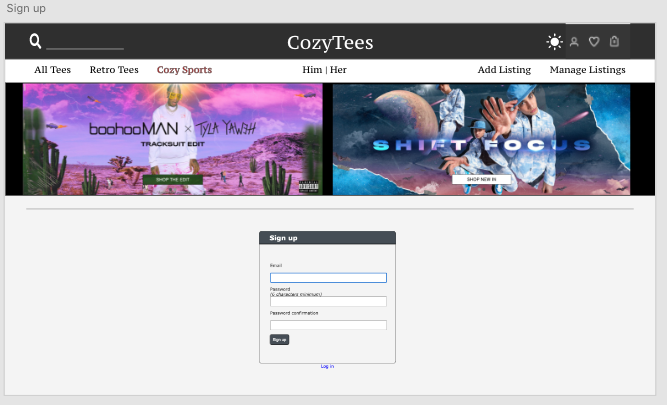 Sign up
CozyTees
All Tees
Retro Tees
Cozy Sports
Him | Her
Add Listing
Manage Listings
boohooMAN × TYLA YAWEH
TRACKSUIT EDIT
SHOP THE EDIT
SHIFT FOCUS
SHOP NEW IN
Sign up
Email
Password
(6 characters minimum)
Password confirmation
Sign up
Log in